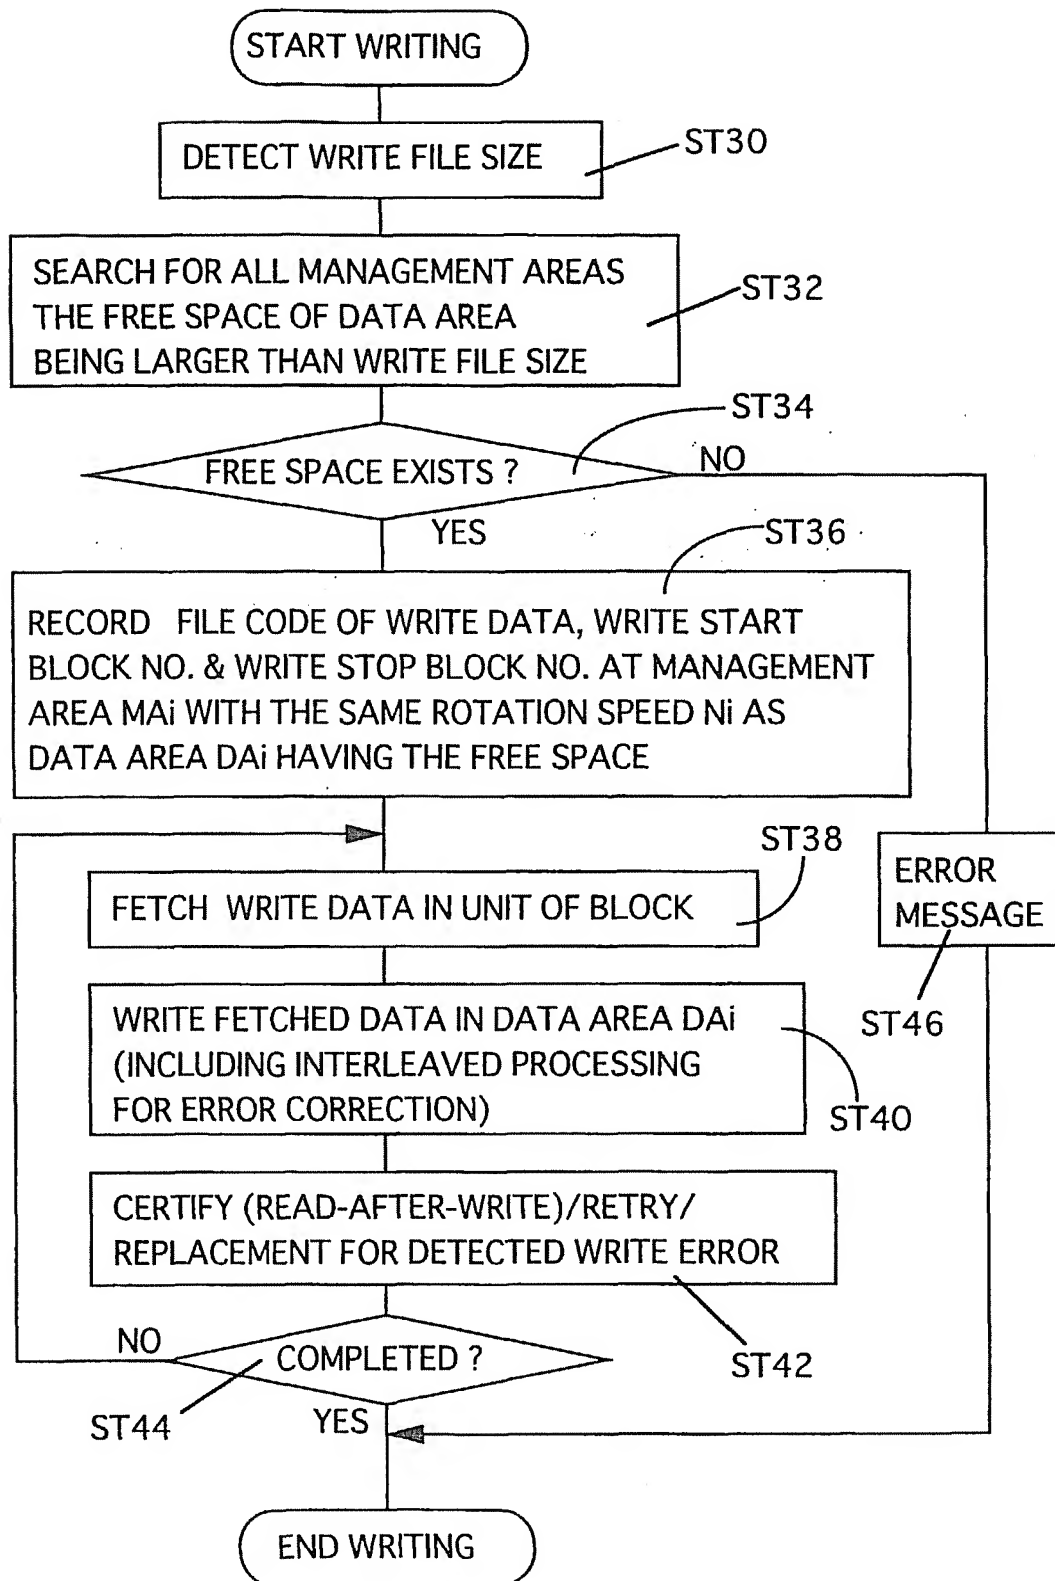 START WRITING
DETECT WRITE FILE SIZE
ST30
SEARCH FOR ALL MANAGEMENT AREAS
THE FREE SPACE OF DATA AREA
BEING LARGER THAN WRITE FILE SIZE
ST32
ST34
FREE SPACE EXISTS ?
NO
YES
ST36
RECORD FILE CODE OF WRITE DATA, WRITE START
BLOCK NO. & WRITE STOP BLOCK NO. AT MANAGEMENT
AREA MAi WITH THE SAME ROTATION SPEED Ni AS
DATA AREA DAi HAVING THE FREE SPACE
ST38
FETCH WRITE DATA IN UNIT OF BLOCK
ERROR
MESSAGE
ST46
WRITE FETCHED DATA IN DATA AREA DAi
(INCLUDING INTERLEAVED PROCESSING
FOR ERROR CORRECTION)
ST40
CERTIFY (READ-AFTER-WRITE)/RETRY/
REPLACEMENT FOR DETECTED WRITE ERROR
ST42
NO
COMPLETED ?
ST44
YES
END WRITING